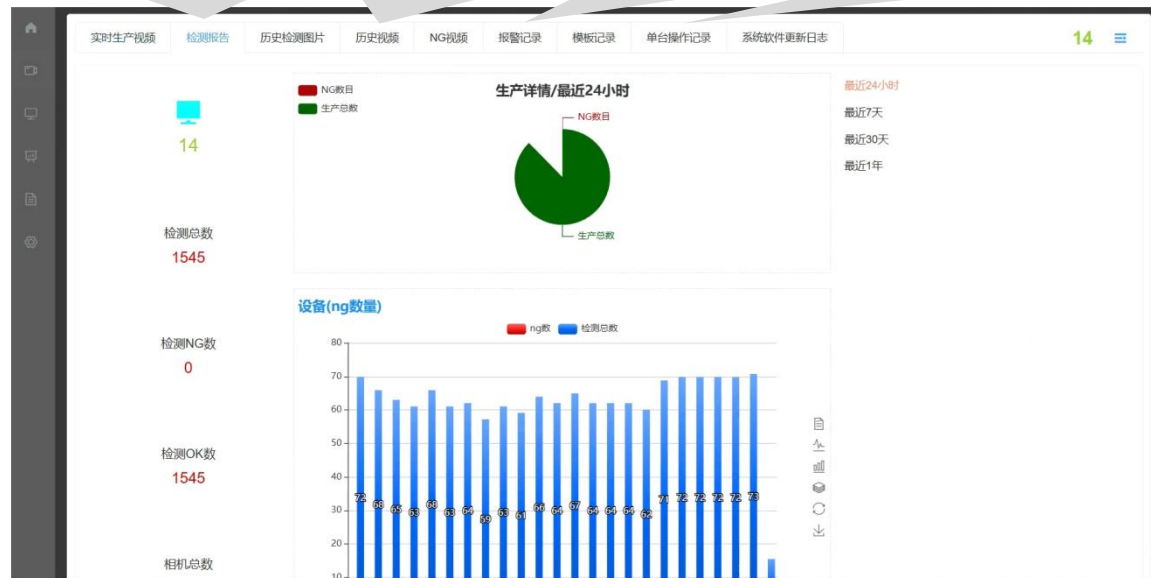 实时生产视频 检测报告 历史检测图片 历史视频 NG视频 报警记录 模板记录 单台操作记录 系统软件更新日志 14
14
检测总数
1545
检测NG数
0
检测OK数
1545
相机总数
NG数目
生产总数
生产详情/最近24小时
NG数目
生产总数
最近24小时
最近7天
最近30天
最近1年
设备(ng数量)
ng数 检测总数
80
70
60
50
40
30
20
10
72 68 65 63 68 63 64 59 63 61 66 64 67 64 64 64 62 71 72 72 72 72 73